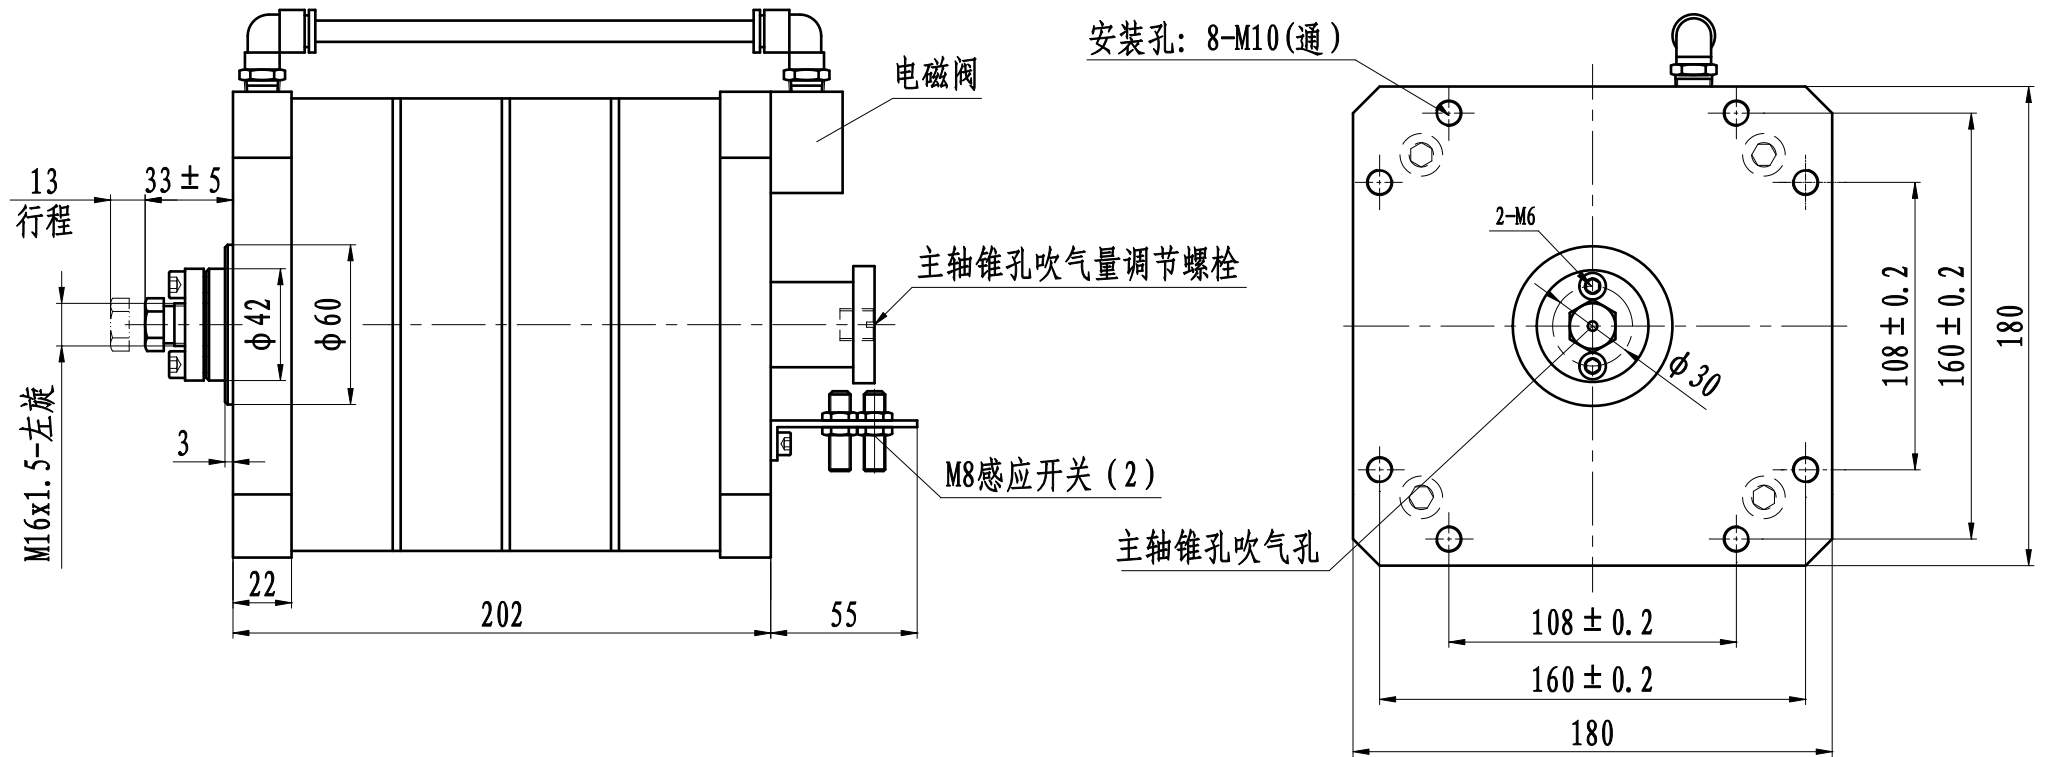 安装孔: 8-M10(通)
电磁阀
13
行程
33±5
2-M6
主轴锥孔吹气量调节螺栓
φ42
φ60
φ30
108±0.2
160±0.2
180
M16x1.5-左旋
3
M8感应开关(2)
主轴锥孔吹气孔
22
202
55
108±0.2
160±0.2
180